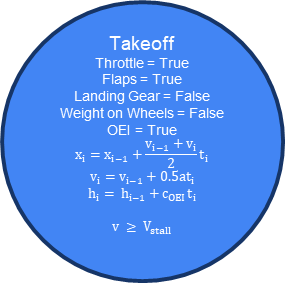 Takeoff
Throttle = True
Flaps = True
Landing Gear = False
Weight on Wheels = False
OEI = True
xᵢ = xᵢ₋₁ + (vᵢ₋₁ + vᵢ)/2 tᵢ
vᵢ = vᵢ₋₁ + 0.5atᵢ
hᵢ = hᵢ₋₁ + c_OEI tᵢ
v ≥ V_stall